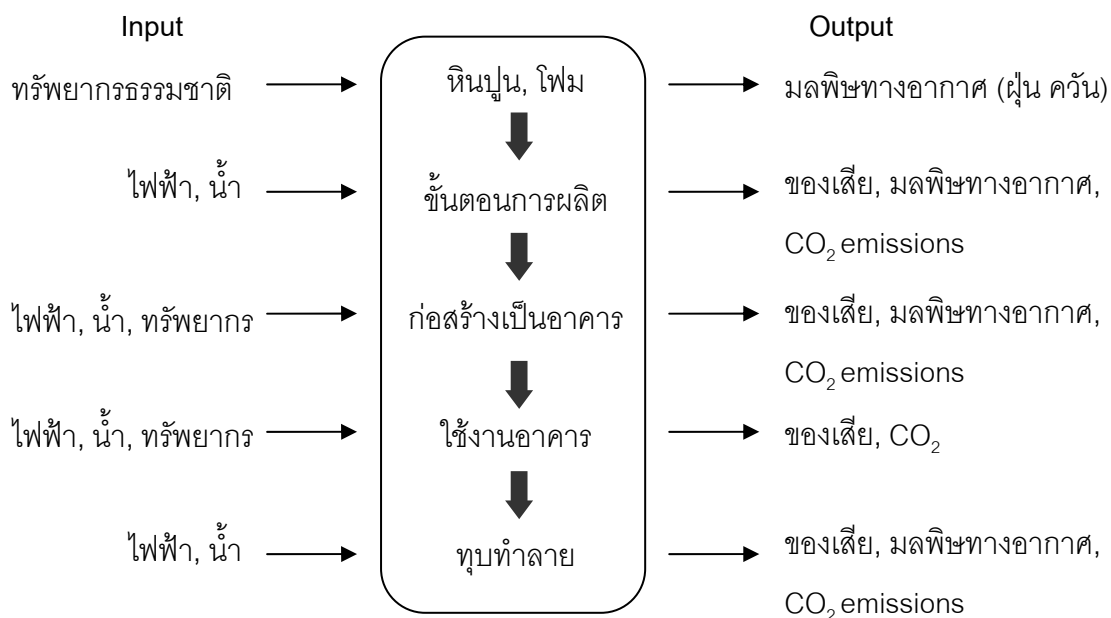 Input
Output
ทรัพยากรธรรมชาติ
หินปูน, โฟม
มลพิษทางอากาศ (ฝุ่น ควัน)
ไฟฟ้า, น้ำ
ขั้นตอนการผลิต
ของเสีย, มลพิษทางอากาศ,
CO₂ emissions
ไฟฟ้า, น้ำ, ทรัพยากร
ก่อสร้างเป็นอาคาร
ของเสีย, มลพิษทางอากาศ,
CO₂ emissions
ไฟฟ้า, น้ำ, ทรัพยากร
ใช้งานอาคาร
ของเสีย, CO₂
ไฟฟ้า, น้ำ
ทุบทำลาย
ของเสีย, มลพิษทางอากาศ,
CO₂ emissions